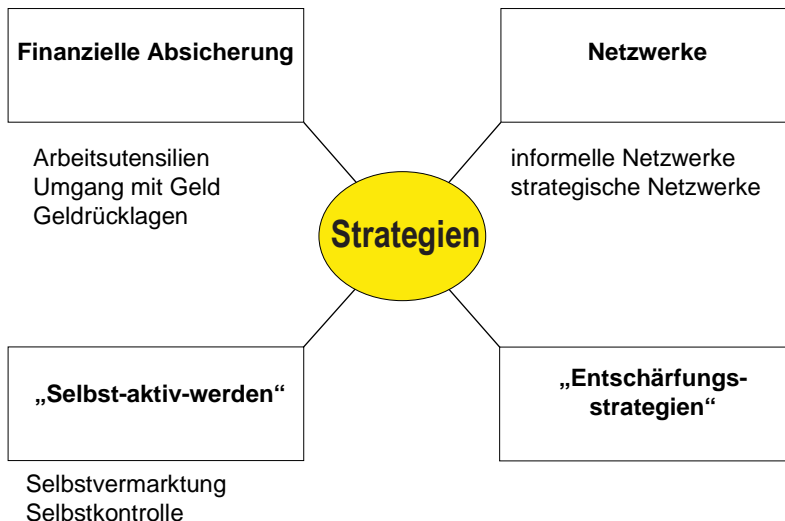 Finanzielle Absicherung
Arbeitsutensilien
Umgang mit Geld
Geldrücklagen
Netzwerke
informelle Netzwerke
strategische Netzwerke
Strategien
„Selbst-aktiv-werden“
Selbstvermarktung
Selbstkontrolle
„Entschärfungs-
strategien“